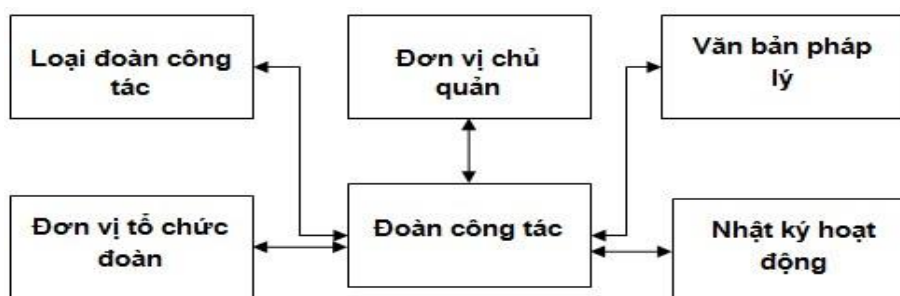 Loại đoàn công
tác
Đơn vị chủ
quản
Văn bản pháp
lý
Đơn vị tổ chức
đoàn
Đoàn công tác
Nhật ký hoạt
động